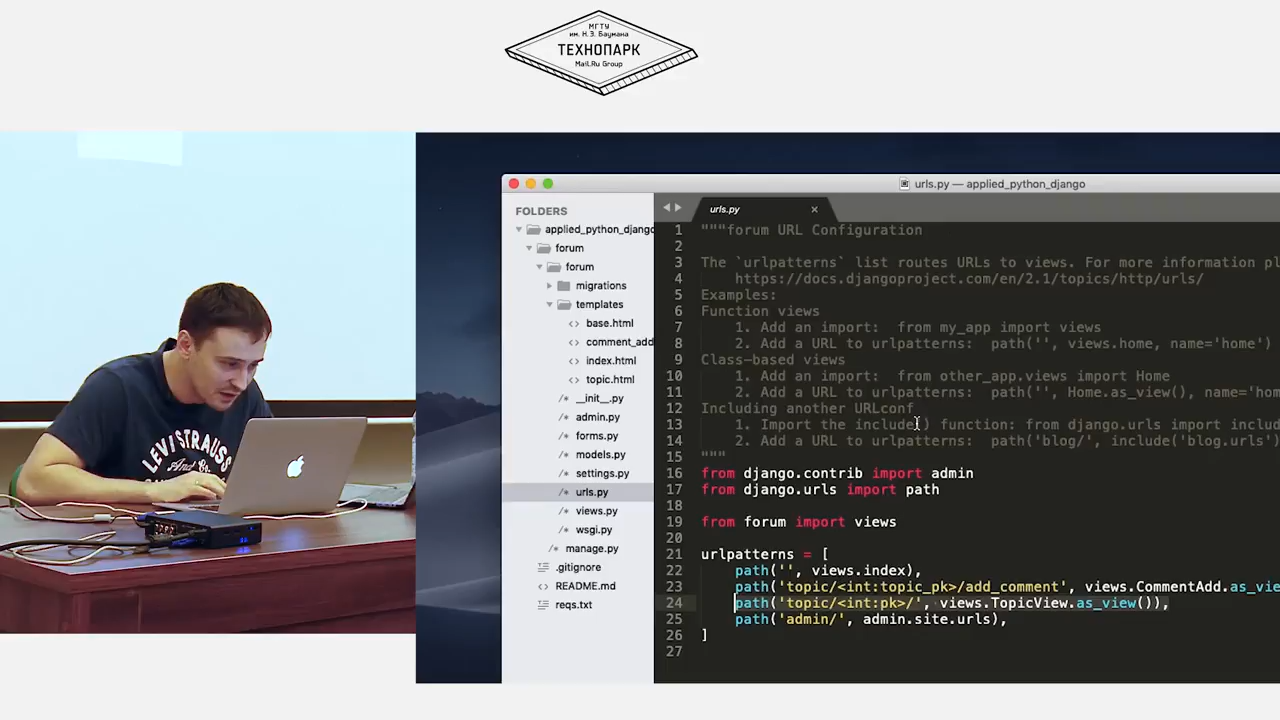 МГТУ
им. Н.Э. Баумана
ТЕХНОПАРК
Mail.Ru Group
LEVI STRAUSS
And
urls.py — applied_python_django
FOLDERS
applied_python_django
forum
forum
migrations
templates
base.html
comment_add
index.html
topic.html
__init__.py
admin.py
forms.py
models.py
settings.py
urls.py
views.py
wsgi.py
manage.py
.gitignore
README.md
reqs.txt
urls.py
1 """forum URL Configuration
2
3 The `urlpatterns` list routes URLs to views. For more information pl
4 https://docs.djangoproject.com/en/2.1/topics/http/urls/
5 Examples:
6 Function views
7 1. Add an import:  from my_app import views
8 2. Add a URL to urlpatterns:  path('', views.home, name='home')
9 Class-based views
10 1. Add an import:  from other_app.views import Home
11 2. Add a URL to urlpatterns:  path('', Home.as_view(), name='hom
12 Including another URLconf
13 1. Import the include() function: from django.urls import includ
14 2. Add a URL to urlpatterns:  path('blog/', include('blog.urls')
15 """
16 from django.contrib import admin
17 from django.urls import path
18
19 from forum import views
20
21 urlpatterns = [
22 path('', views.index),
23 path('topic/<int:topic_pk>/add_comment', views.CommentAdd.as_vie
24 path('topic/<int:pk>/', views.TopicView.as_view()),
25 path('admin/', admin.site.urls),
26 ]
27